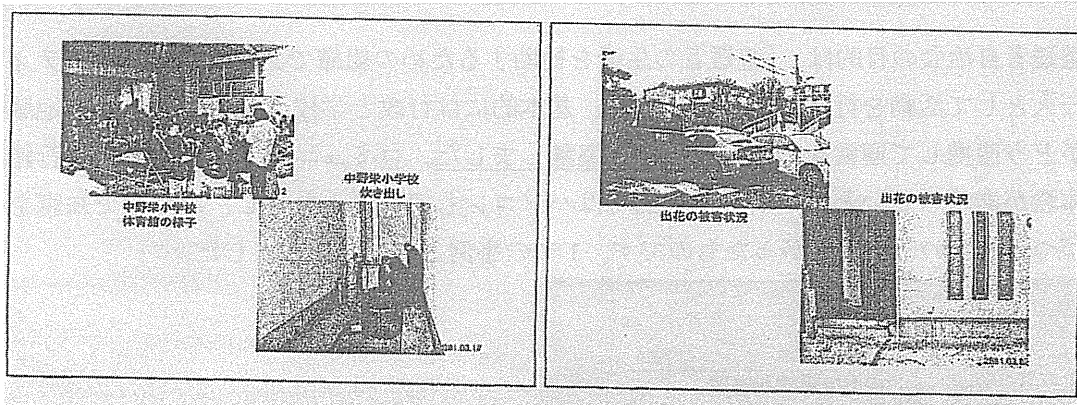 中野栄小学校
体育館の様子
中野栄小学校
炊き出し
出花の被害状況
出花の被害状況